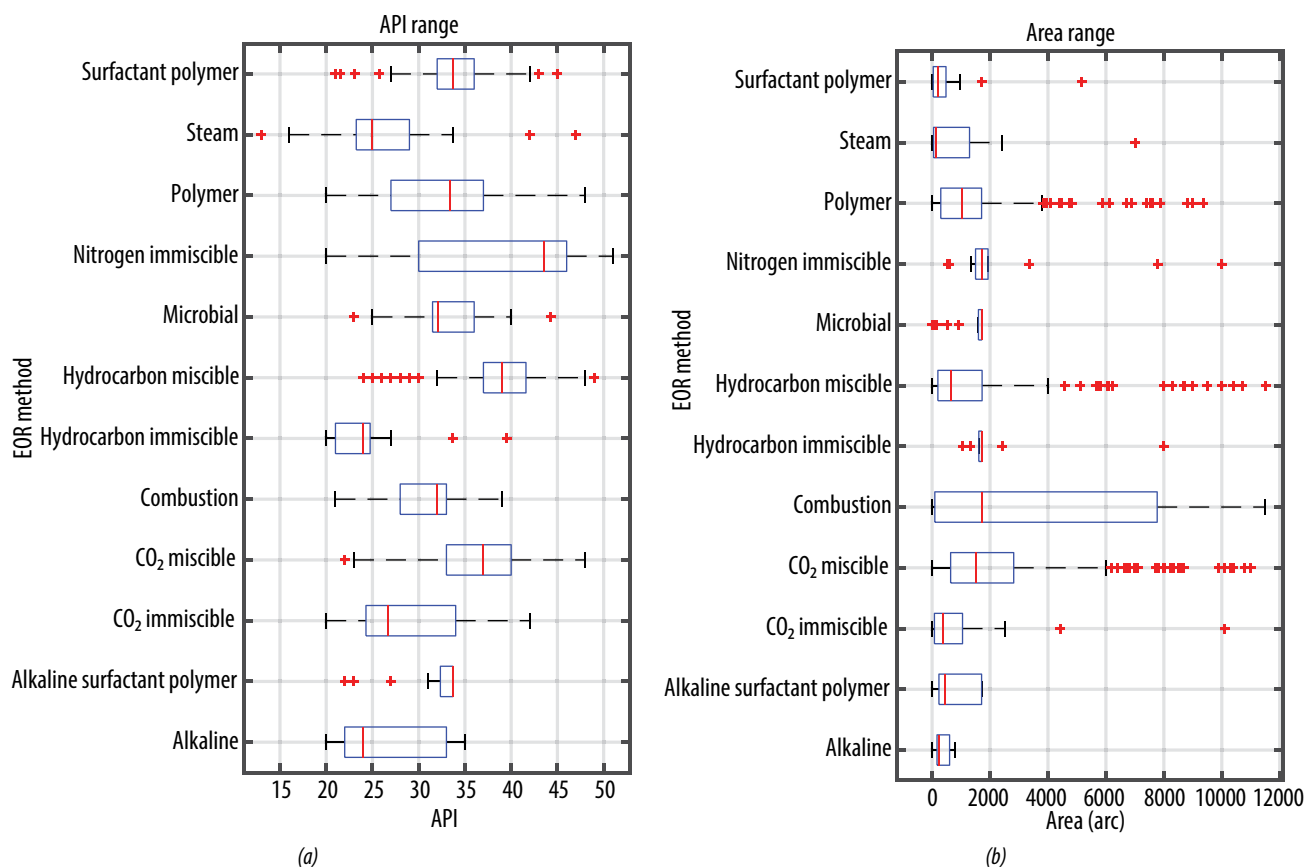 API range
EOR method
Surfactant polymer
Steam
Polymer
Nitrogen immiscible
Microbial
Hydrocarbon miscible
Hydrocarbon immiscible
Combustion
CO₂ miscible
CO₂ immiscible
Alkaline surfactant polymer
Alkaline
15 20 25 30 35 40 45 50
API
(a)
Area range
EOR method
Surfactant polymer
Steam
Polymer
Nitrogen immiscible
Microbial
Hydrocarbon miscible
Hydrocarbon immiscible
Combustion
CO₂ miscible
CO₂ immiscible
Alkaline surfactant polymer
Alkaline
0 2000 4000 6000 8000 10000 12000
Area (arc)
(b)